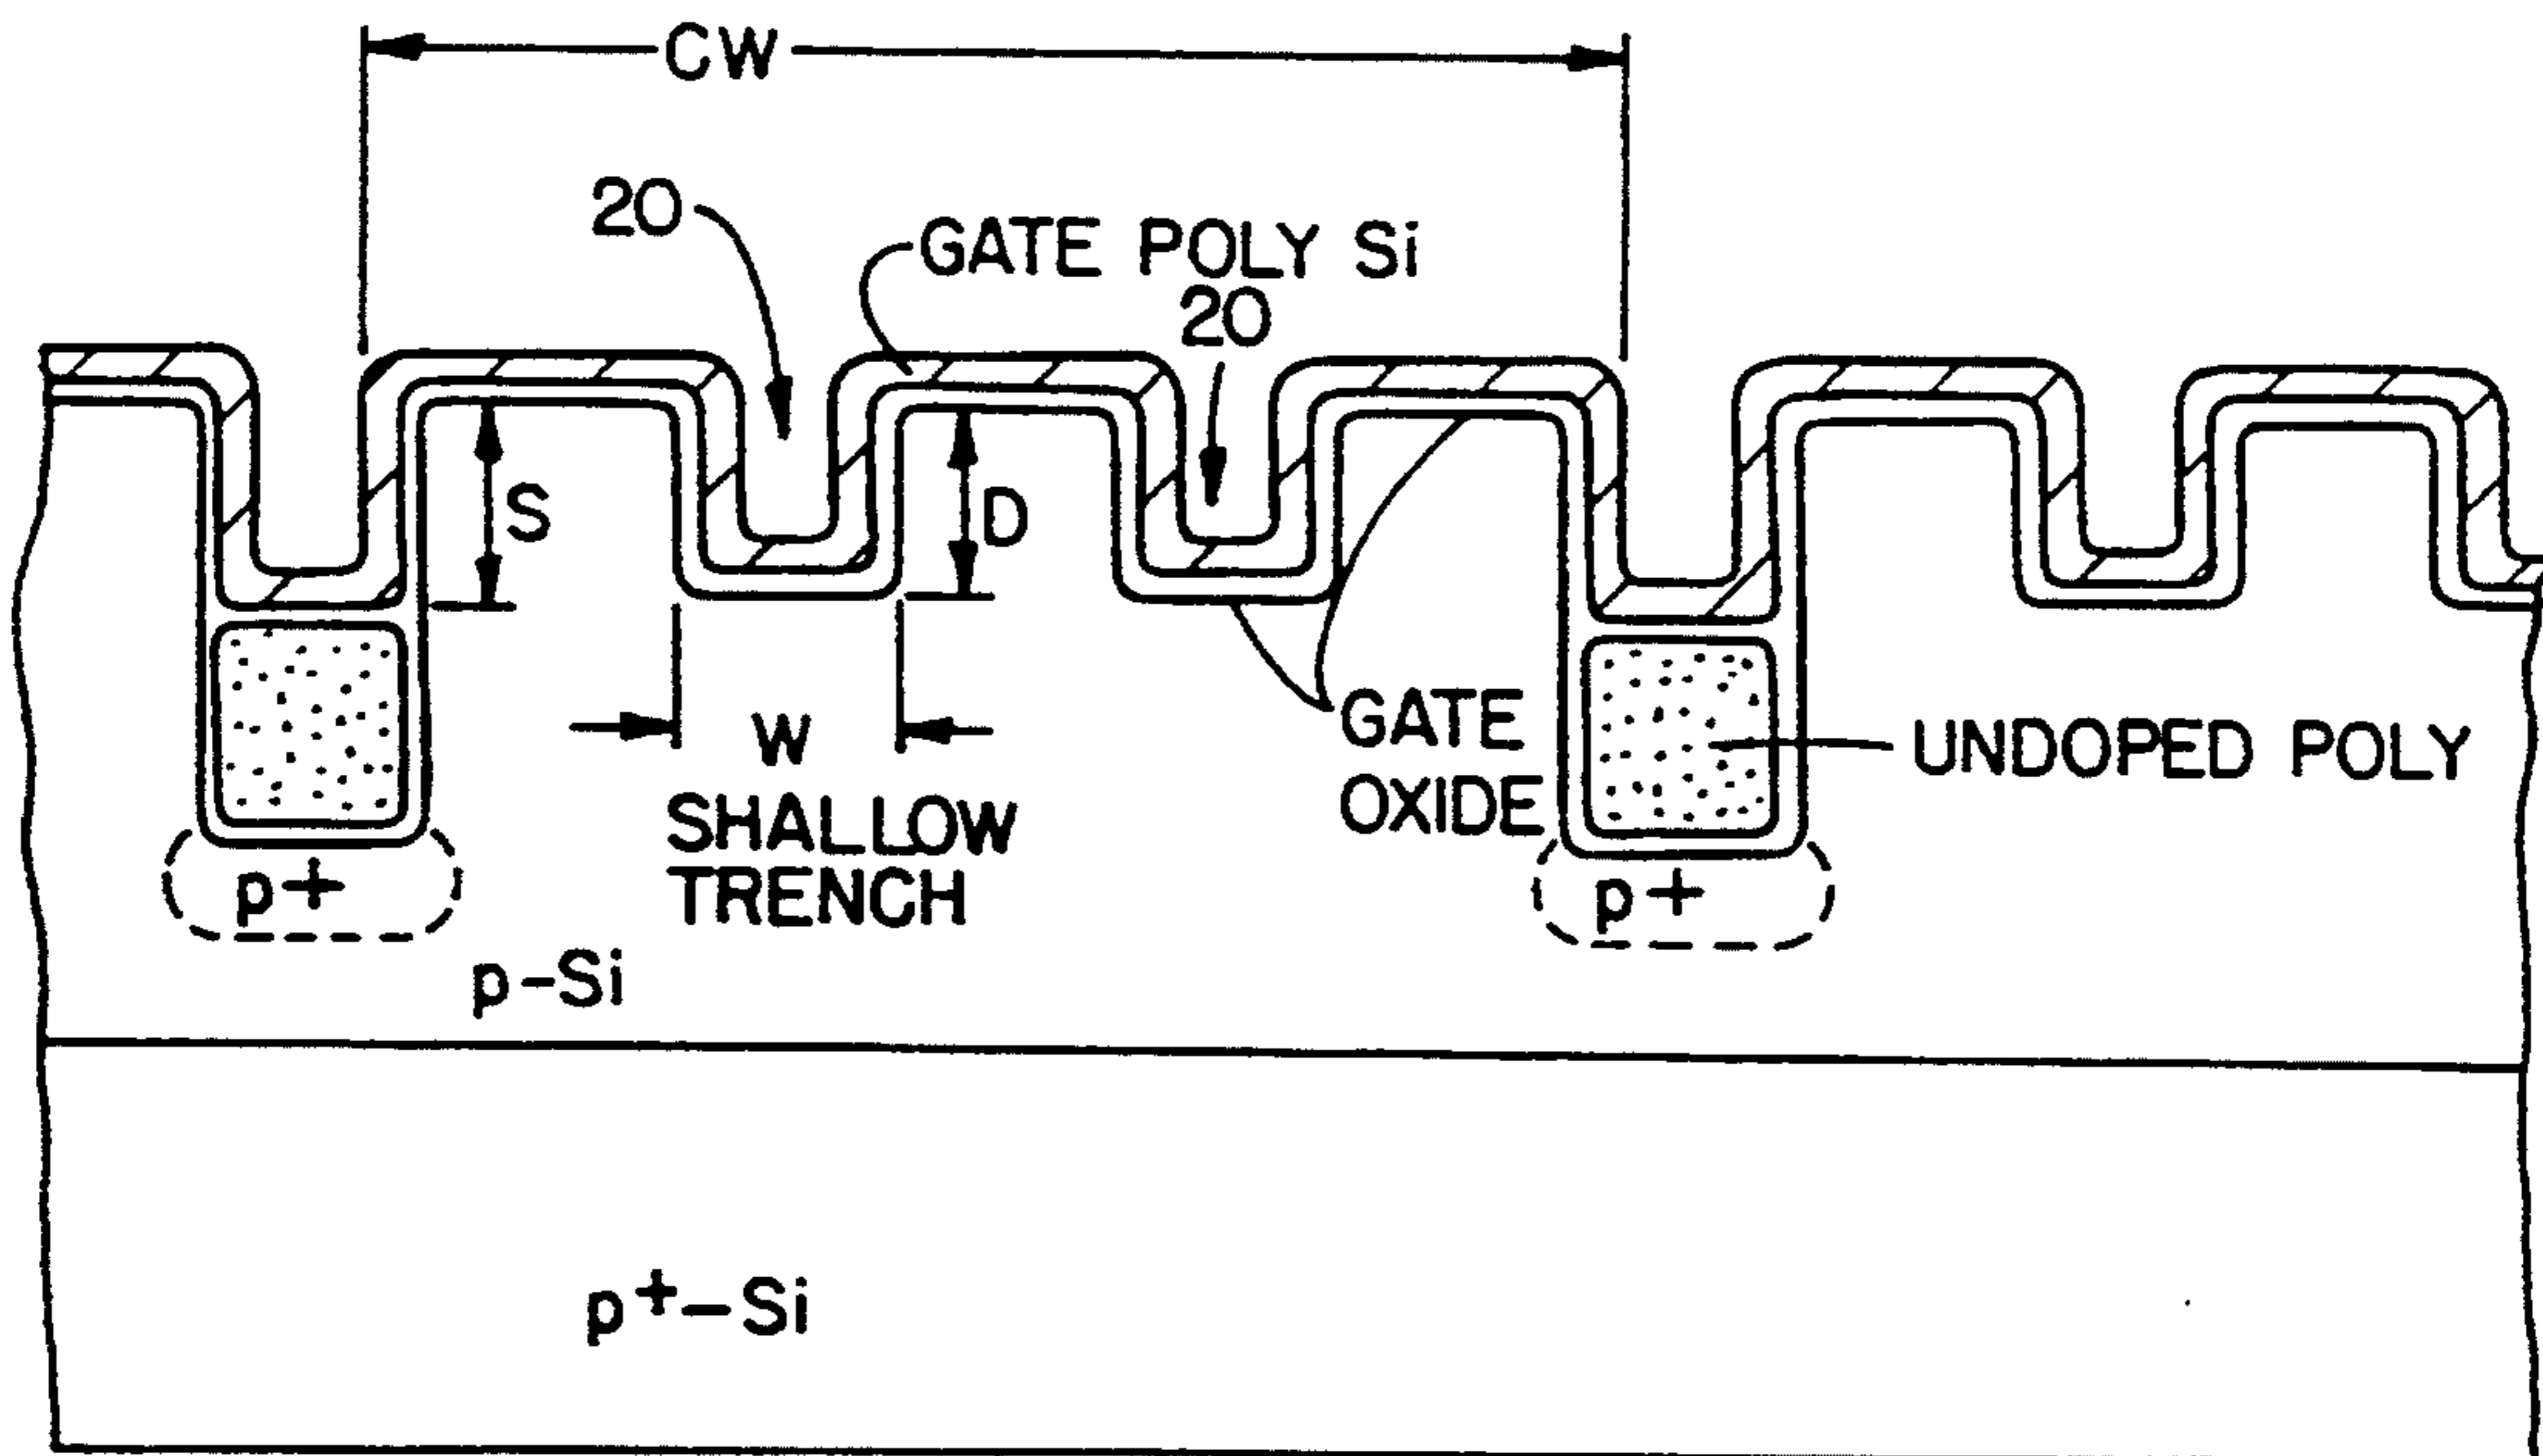 CW
20
GATE POLY Si
20
S
D
W
SHALLOW
TRENCH
GATE
OXIDE
UNDOPED POLY
p+
p+
p-Si
p+-Si